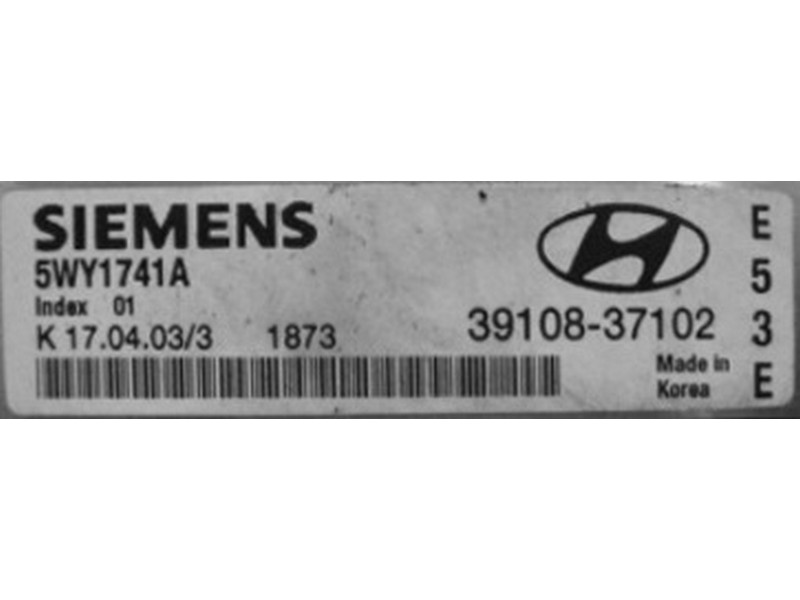 SIEMENS
5WY1741A
Index 01
K 17.04.03/3 1873
39108-37102
Made in
Korea
E
5
3
E